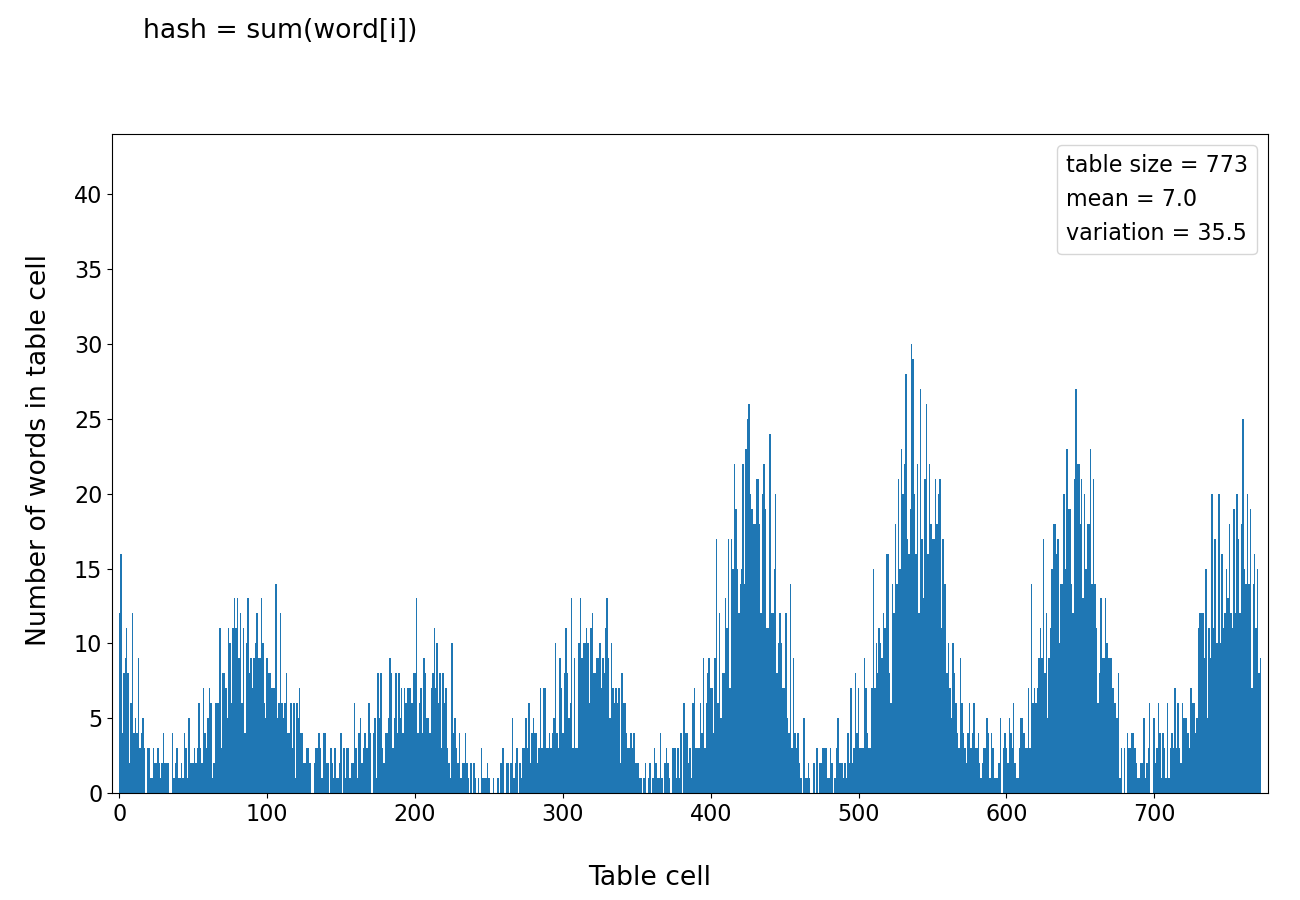 hash = sum(word[i])
table size = 773
mean = 7.0
variation = 35.5
Number of words in table cell
40
35
30
25
20
15
10
5
0
0 100 200 300 400 500 600 700
Table cell